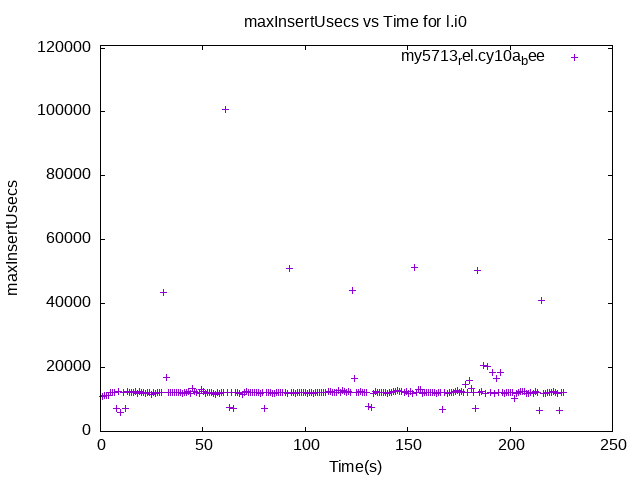 maxInsertUsecs vs Time for l.i0
my5713rel.cy10abee
120000
100000
80000
60000
40000
20000
0
maxInsertUsecs
0 50 100 150 200 250
Time(s)